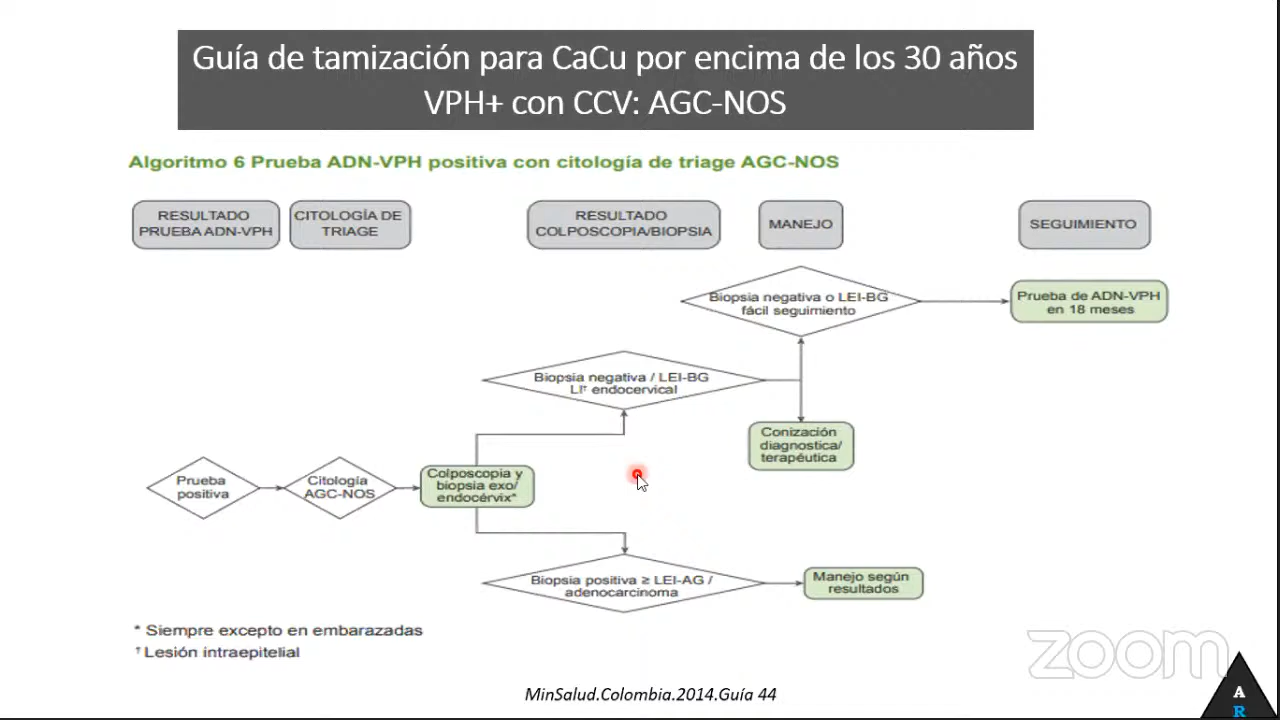 Guía de tamización para CaCu por encima de los 30 años
VPH+ con CCV: AGC-NOS
Algoritmo 6 Prueba ADN-VPH positiva con citología de triage AGC-NOS
RESULTADO
PRUEBA ADN-VPH
CITOLOGÍA DE
TRIAGE
RESULTADO
COLPOSCOPIA/BIOPSIA
MANEJO
SEGUIMIENTO
Biopsia negativa o LEI-BG
fácil seguimiento
Prueba de ADN-VPH
en 18 meses
Biopsia negativa / LEI-BG
LI† endocervical
Conización
diagnostica/
terapéutica
Prueba
positiva
Citología
AGC-NOS
Colposcopia y
biopsia exo/
endocérvix*
Biopsia positiva ≥ LEI-AG /
adenocarcinoma
Manejo según
resultados
* Siempre excepto en embarazadas
† Lesión intraepitelial
zoom
MinSalud.Colombia.2014.Guía 44
A
R